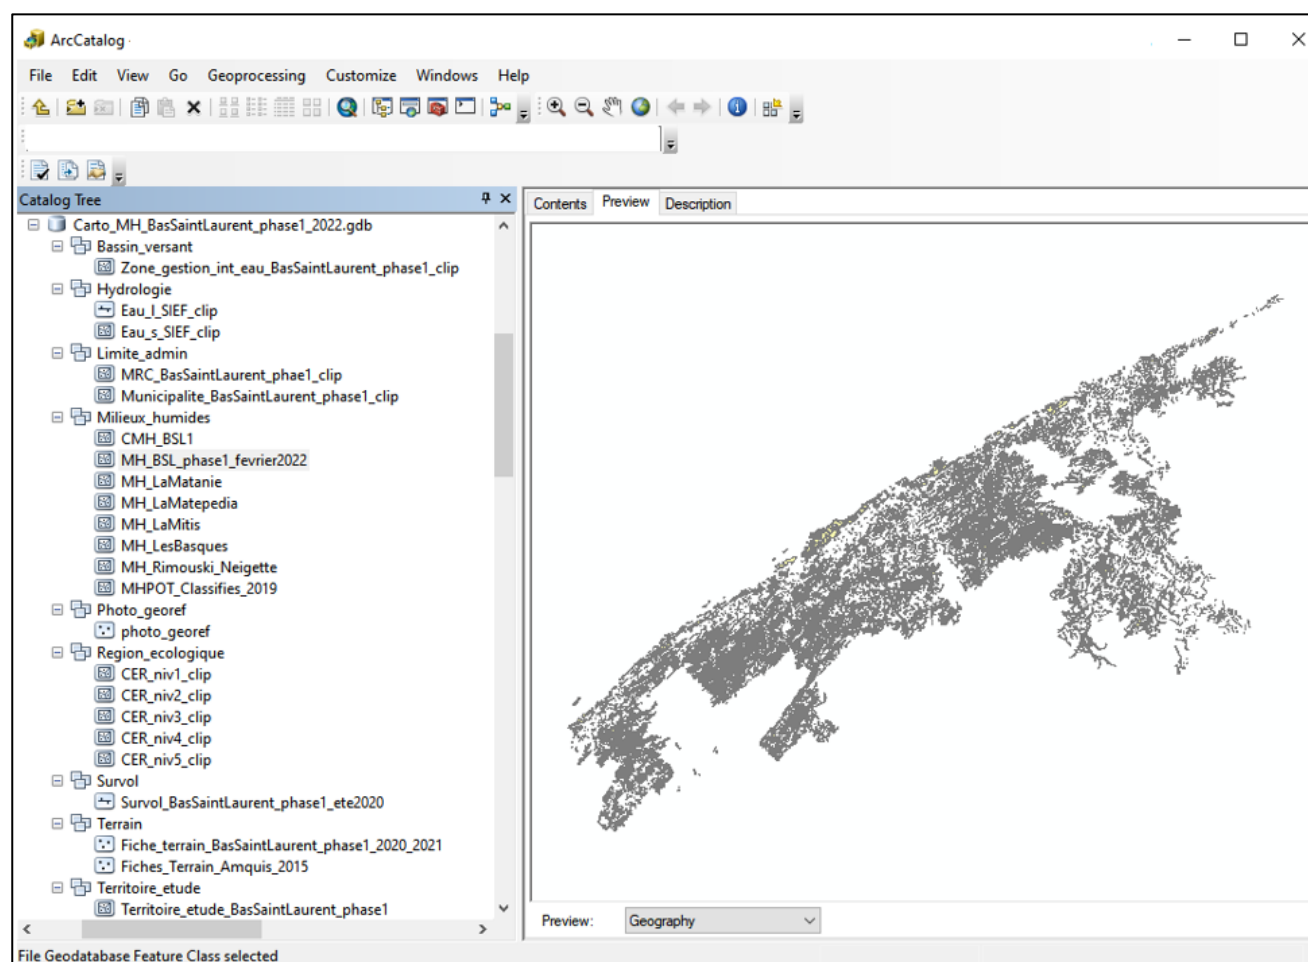 ArcCatalog
File Edit View Go Geoprocessing Customize Windows Help
Catalog Tree
Carto_MH_BasSaintLaurent_phase1_2022.gdb
Bassin_versant
Zone_gestion_int_eau_BasSaintLaurent_phase1_clip
Hydrologie
Eau_l_SIEF_clip
Eau_s_SIEF_clip
Limite_admin
MRC_BasSaintLaurent_phae1_clip
Municipalite_BasSaintLaurent_phase1_clip
Milieux_humides
CMH_BSL1
MH_BSL_phase1_fevrier2022
MH_LaMatanie
MH_LaMatepedia
MH_LaMitis
MH_LesBasques
MH_Rimouski_Neigette
MHPOT_Classifies_2019
Photo_georef
photo_georef
Region_ecologique
CER_niv1_clip
CER_niv2_clip
CER_niv3_clip
CER_niv4_clip
CER_niv5_clip
Survol
Survol_BasSaintLaurent_phase1_ete2020
Terrain
Fiche_terrain_BasSaintLaurent_phase1_2020_2021
Fiches_Terrain_Amquis_2015
Territoire_etude
Territoire_etude_BasSaintLaurent_phase1
File Geodatabase Feature Class selected
Contents Preview Description
Preview: Geography